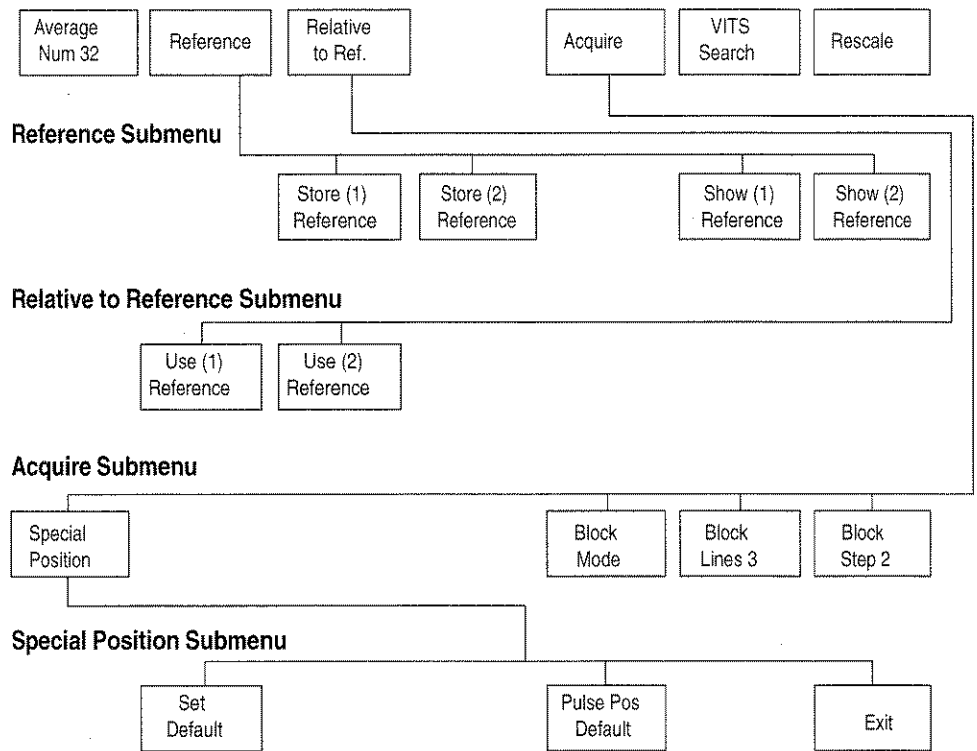 Average
Num 32
Reference
Relative
to Ref.
Acquire
VITS
Search
Rescale
Reference Submenu
Store (1)
Reference
Store (2)
Reference
Show (1)
Reference
Show (2)
Reference
Relative to Reference Submenu
Use (1)
Reference
Use (2)
Reference
Acquire Submenu
Special
Position
Block
Mode
Block
Lines 3
Block
Step 2
Special Position Submenu
Set
Default
Pulse Pos
Default
Exit